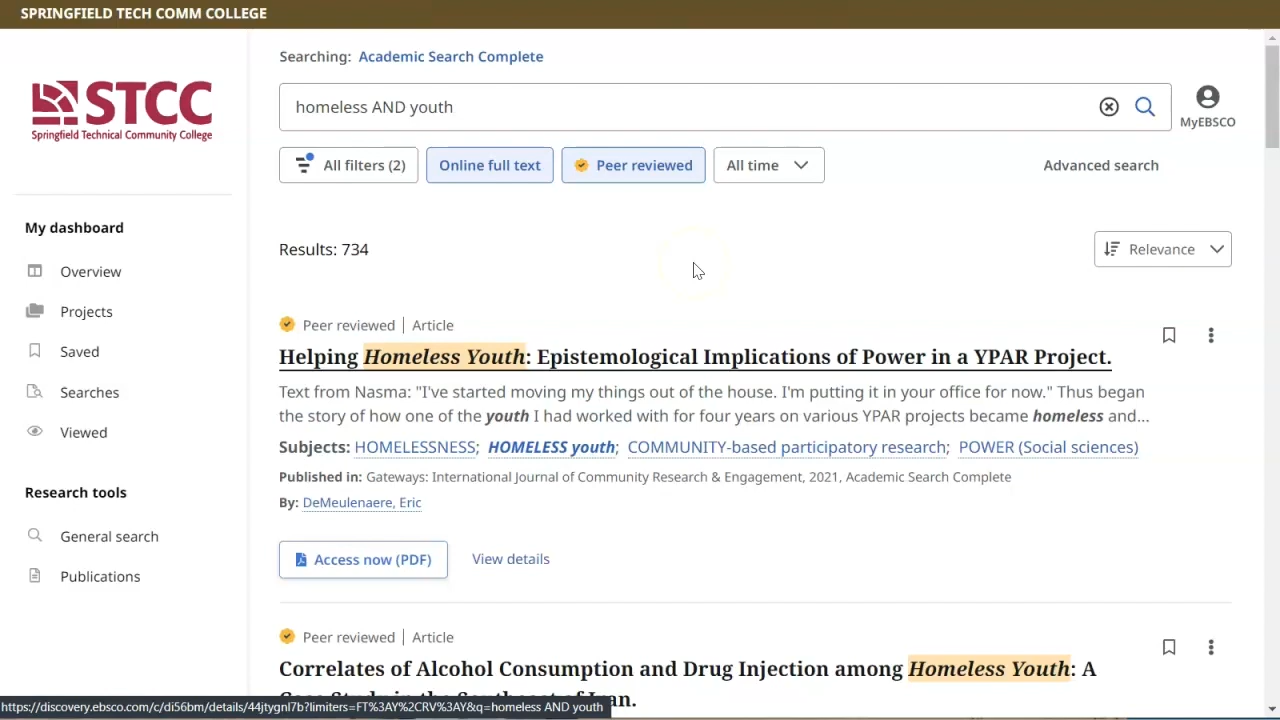 SPRINGFIELD TECH COMM COLLEGE
STCC
Springfield Technical Community College
My dashboard
Overview
Projects
Saved
Searches
Viewed
Research tools
General search
Publications
Searching: Academic Search Complete
homeless AND youth
MyEBSCO
All filters (2)
Online full text
Peer reviewed
All time
Advanced search
Results: 734
Relevance
Peer reviewed | Article
Helping Homeless Youth: Epistemological Implications of Power in a YPAR Project.
Text from Nasma: "I've started moving my things out of the house. I'm putting it in your office for now." Thus began
the story of how one of the youth I had worked with for four years on various YPAR projects became homeless and...
Subjects: HOMELESSNESS; HOMELESS youth; COMMUNITY-based participatory research; POWER (Social sciences)
Published in: Gateways: International Journal of Community Research & Engagement, 2021, Academic Search Complete
By: DeMeulenaere, Eric
Access now (PDF)
View details
Peer reviewed | Article
Correlates of Alcohol Consumption and Drug Injection among Homeless Youth: A
Case Study in the Southeast of Iran.
https://discovery.ebsco.com/c/di56bm/details/44jtygnl7b?limiters=FT%3AY%2CRV%3AY&q=homeless AND youth